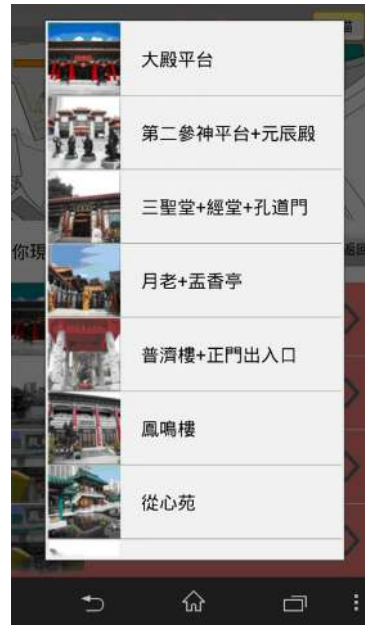 大殿平台
第二參神平台+元辰殿
三聖堂+經堂+孔道門
你現
返回
月老+盂香亭
普濟樓+正門出入口
鳳鳴樓
從心苑